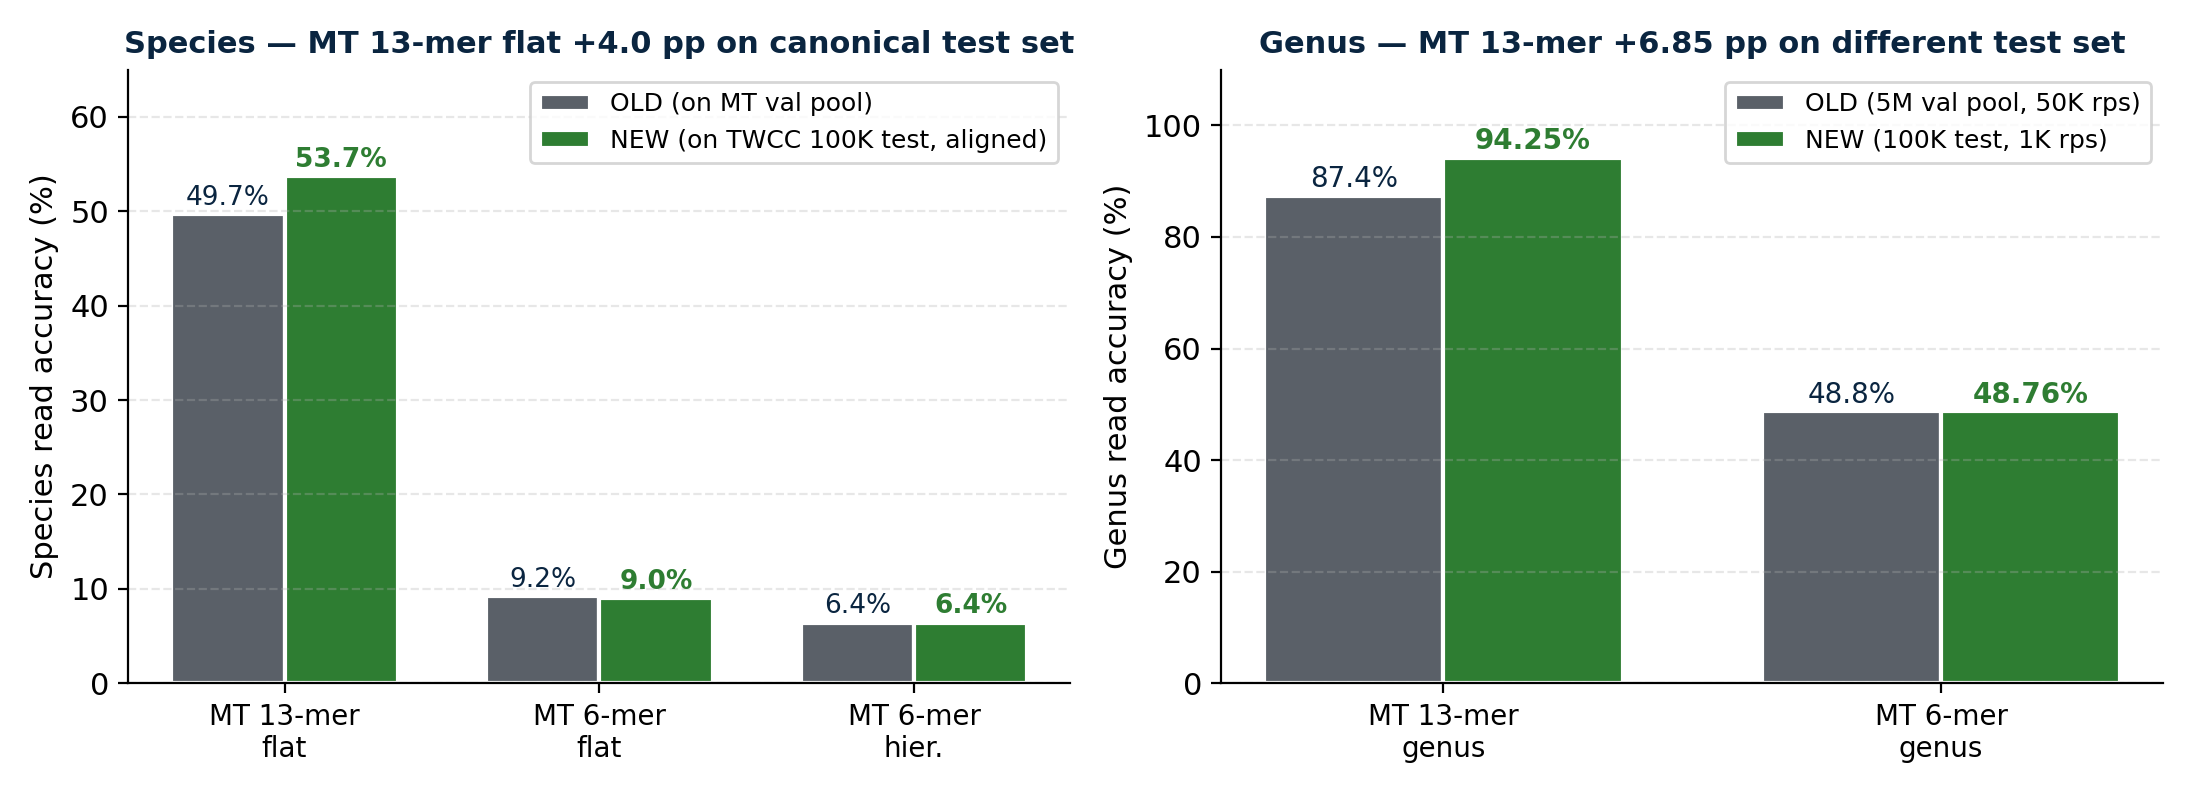 Species — MT 13-mer flat +4.0 pp on canonical test set
Species read accuracy (%)
60
50
40
30
20
10
0
OLD (on MT val pool)
NEW (on TWCC 100K test, aligned)
49.7%
53.7%
9.2%
9.0%
6.4%
6.4%
MT 13-mer
flat
MT 6-mer
flat
MT 6-mer
hier.
Genus — MT 13-mer +6.85 pp on different test set
Genus read accuracy (%)
100
80
60
40
20
0
OLD (5M val pool, 50K rps)
NEW (100K test, 1K rps)
87.4%
94.25%
48.8%
48.76%
MT 13-mer
genus
MT 6-mer
genus